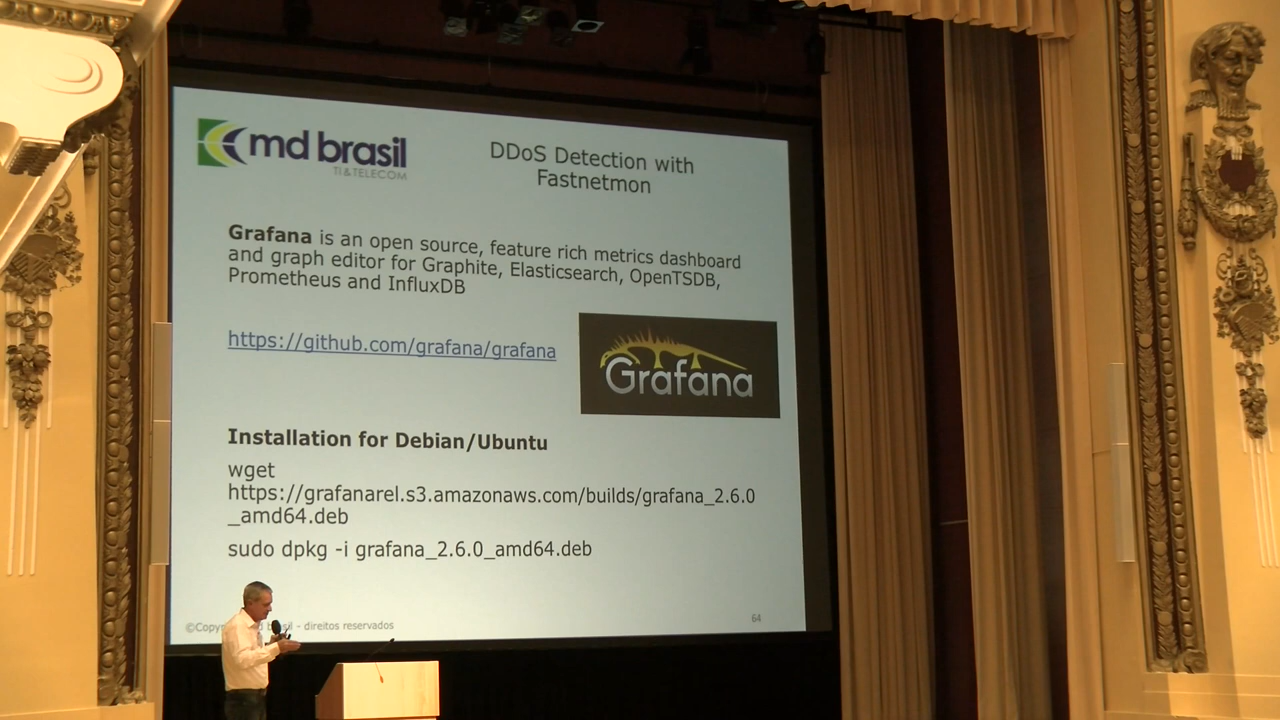 md brasil
TI & TELECOM
DDoS Detection with
Fastnetmon
Grafana is an open source, feature rich metrics dashboard
and graph editor for Graphite, Elasticsearch, OpenTSDB,
Prometheus and InfluxDB
https://github.com/grafana/grafana
Grafana
Installation for Debian/Ubuntu
wget
https://grafanarel.s3.amazonaws.com/builds/grafana_2.6.0
_amd64.deb
sudo dpkg -i grafana_2.6.0_amd64.deb
- direitos reservados
64